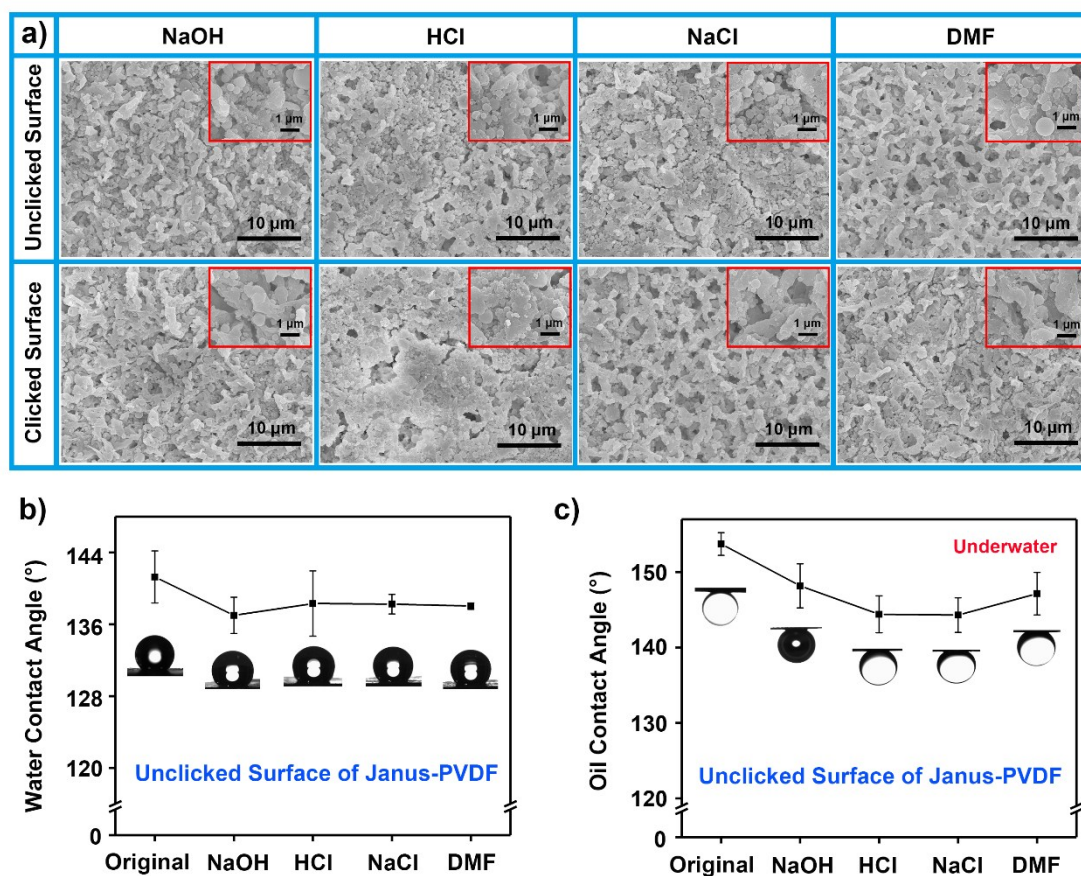 a)
NaOH
HCl
NaCl
DMF
Unclicked Surface
1 µm
10 µm
1 µm
10 µm
1 µm
10 µm
1 µm
10 µm
Clicked Surface
1 µm
10 µm
1 µm
10 µm
1 µm
10 µm
1 µm
10 µm
b)
Water Contact Angle (°)
144
136
128
120
0
Unclicked Surface of Janus-PVDF
Original
NaOH
HCl
NaCl
DMF
c)
Oil Contact Angle (°)
150
140
130
120
0
Underwater
Unclicked Surface of Janus-PVDF
Original
NaOH
HCl
NaCl
DMF